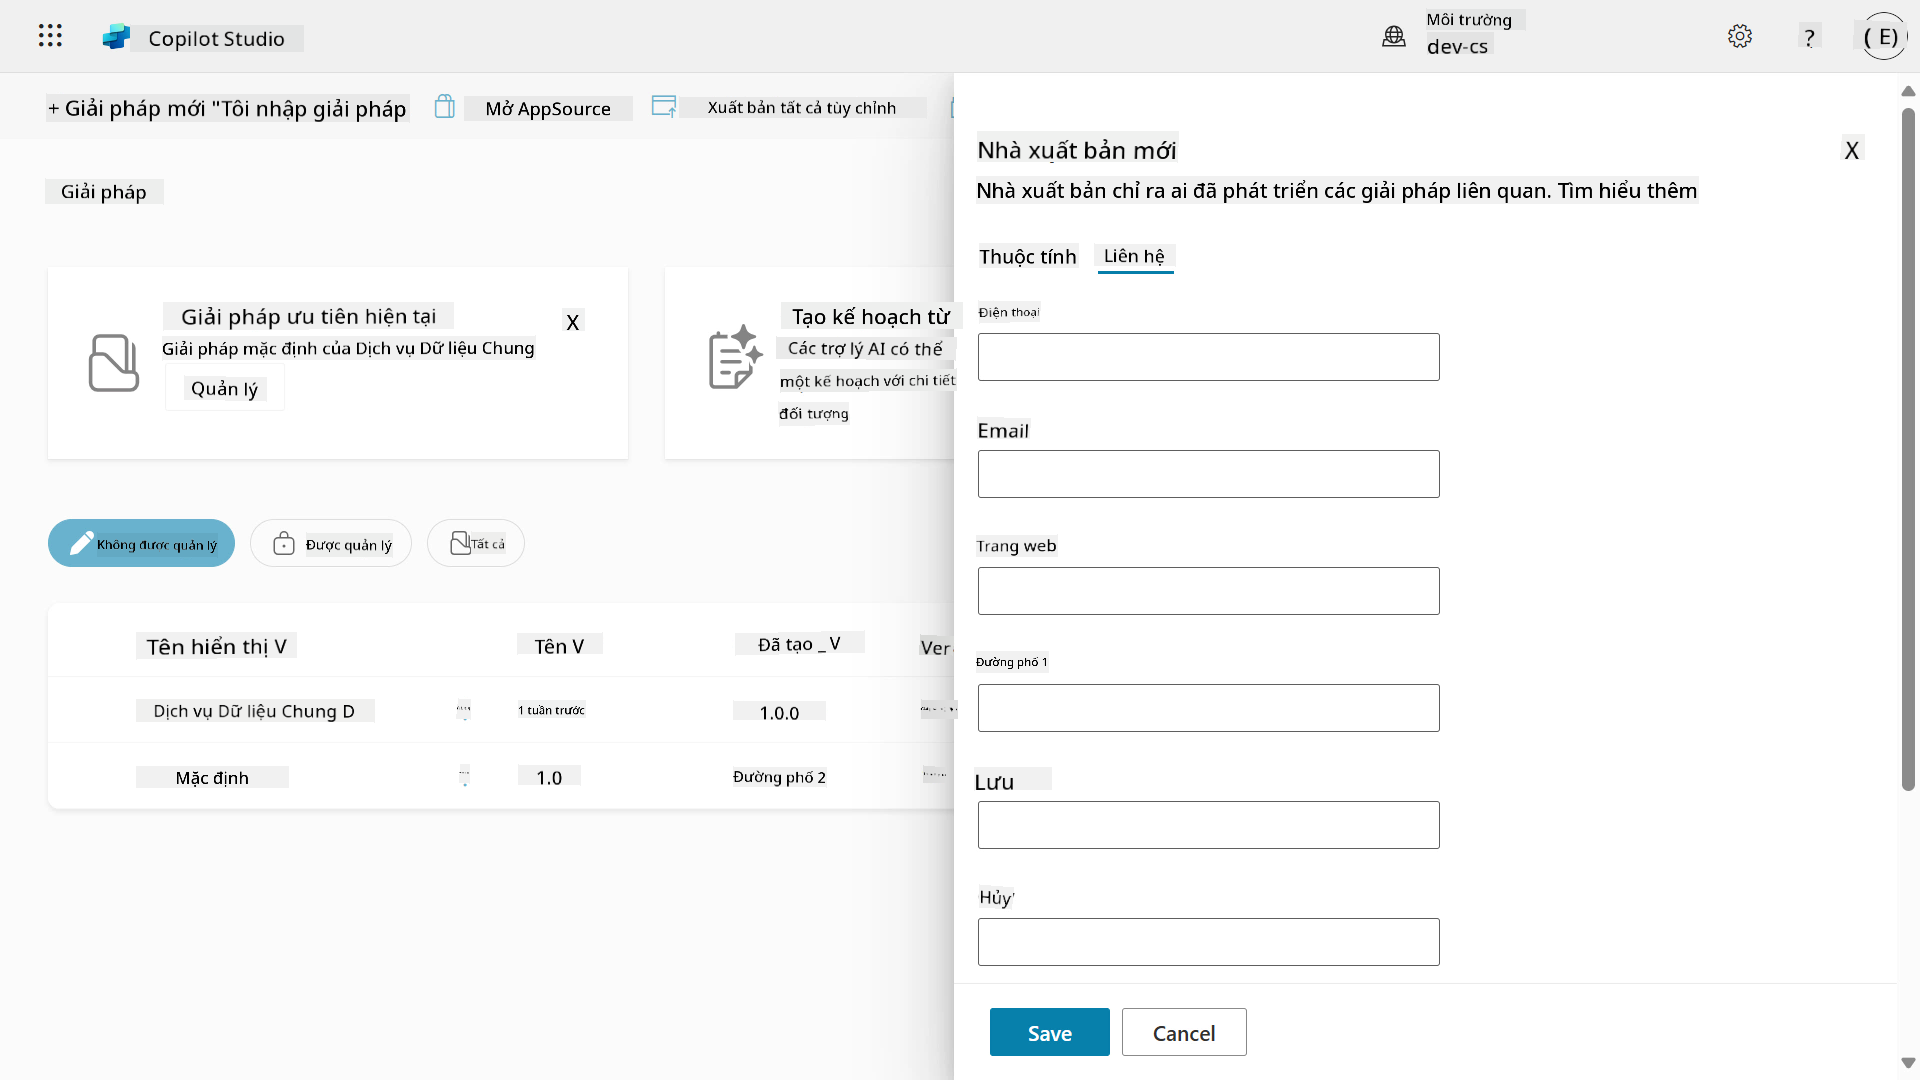 Copilot Studio
Môi trường
dev-cs
?
( E)
+ Giải pháp mới "Tôi nhập giải pháp
Mở AppSource
Xuất bản tất cả tùy chỉnh
Giải pháp
Giải pháp ưu tiên hiện tại
X
Giải pháp mặc định của Dịch vụ Dữ liệu Chung
Quản lý
Tạo kế hoạch từ
Các trợ lý AI có thể
một kế hoạch với chi tiết
đối tượng
Không được quản lý
Được quản lý
Tất cả
Tên hiển thị V
Tên V
Đã tạo _ V
Ver
Dịch vụ Dữ liệu Chung D
1 tuần trước
1.0.0
Mặc định
1.0
Đường phố 2
Nhà xuất bản mới
X
Nhà xuất bản chỉ ra ai đã phát triển các giải pháp liên quan. Tìm hiểu thêm
Thuộc tính
Liên hệ
Điện thoại
Email
Trang web
Đường phố 1
Lưu
Hủy
Save
Cancel